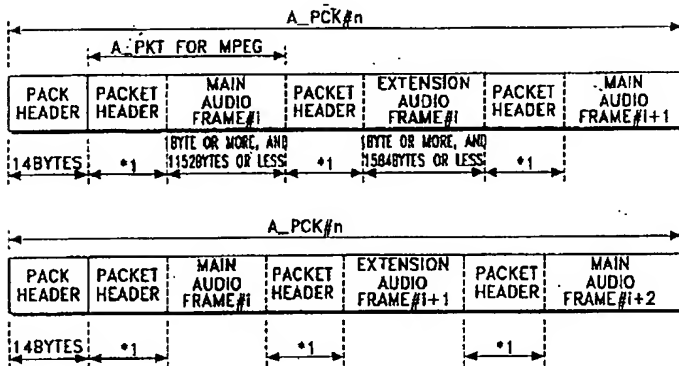 A_PCK#n
A_PKT FOR MPEG
PACK HEADER PACKET HEADER MAIN AUDIO FRAME#i PACKET HEADER EXTENSION AUDIO FRAME#i PACKET HEADER MAIN AUDIO FRAME#i+1
14BYTES *1 1BYTE OR MORE, AND 1152BYTES OR LESS *1 1BYTE OR MORE, AND 1584BYTES OR LESS *1
A_PCK#n
PACK HEADER PACKET HEADER MAIN AUDIO FRAME#i PACKET HEADER EXTENSION AUDIO FRAME#i+1 PACKET HEADER MAIN AUDIO FRAME#i+2
14BYTES *1 *1 *1